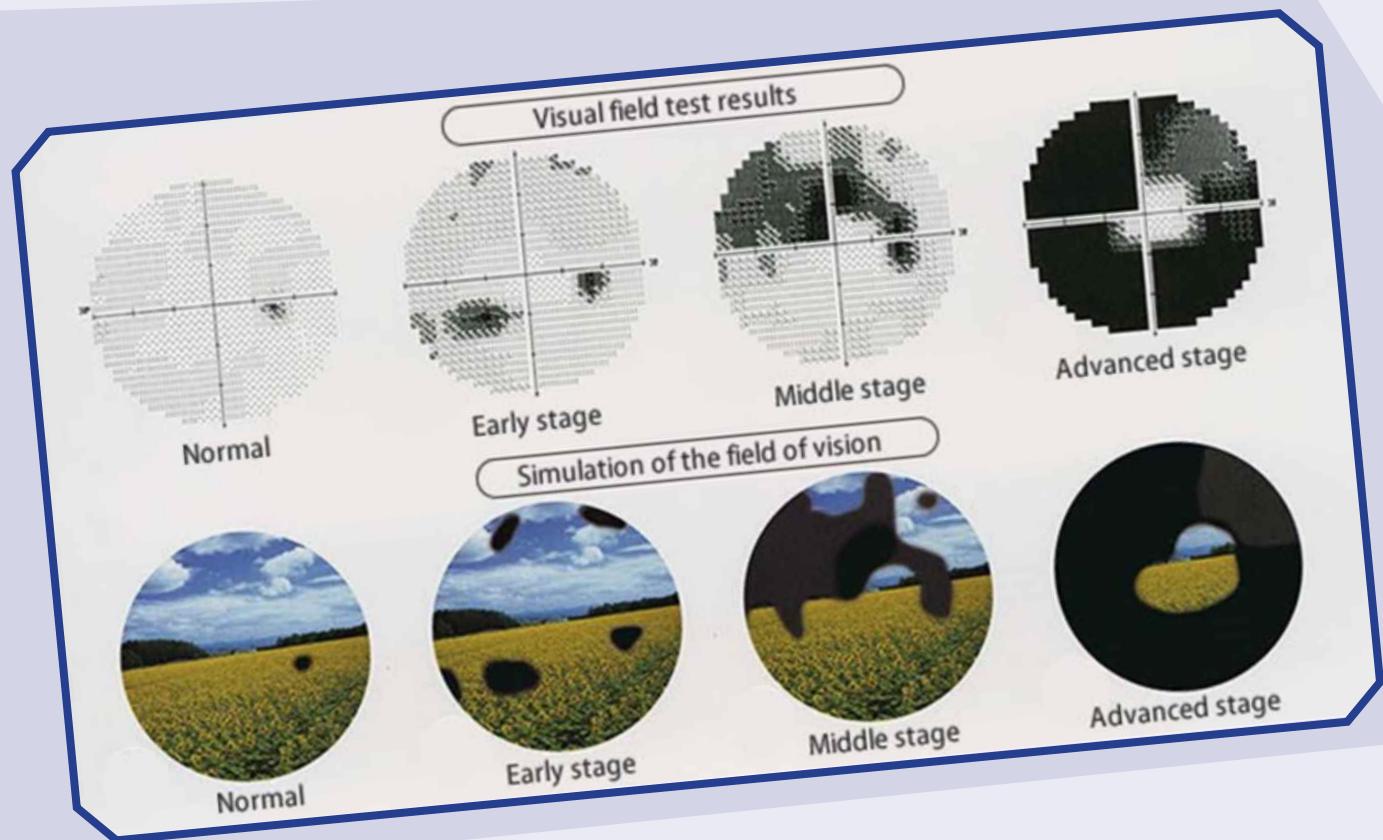 Visual field test results
Normal
Early stage
Middle stage
Advanced stage
Simulation of the field of vision
Normal
Early stage
Middle stage
Advanced stage